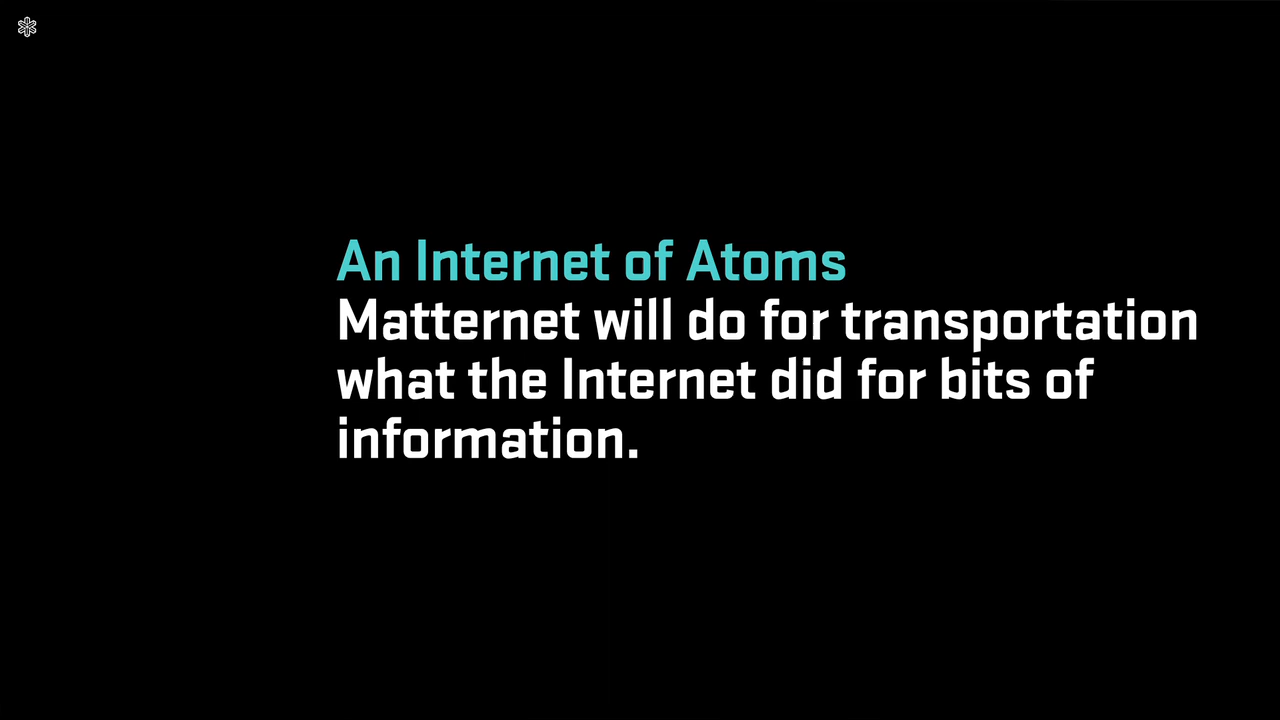 An Internet of Atoms
Matternet will do for transportation
what the Internet did for bits of
information.